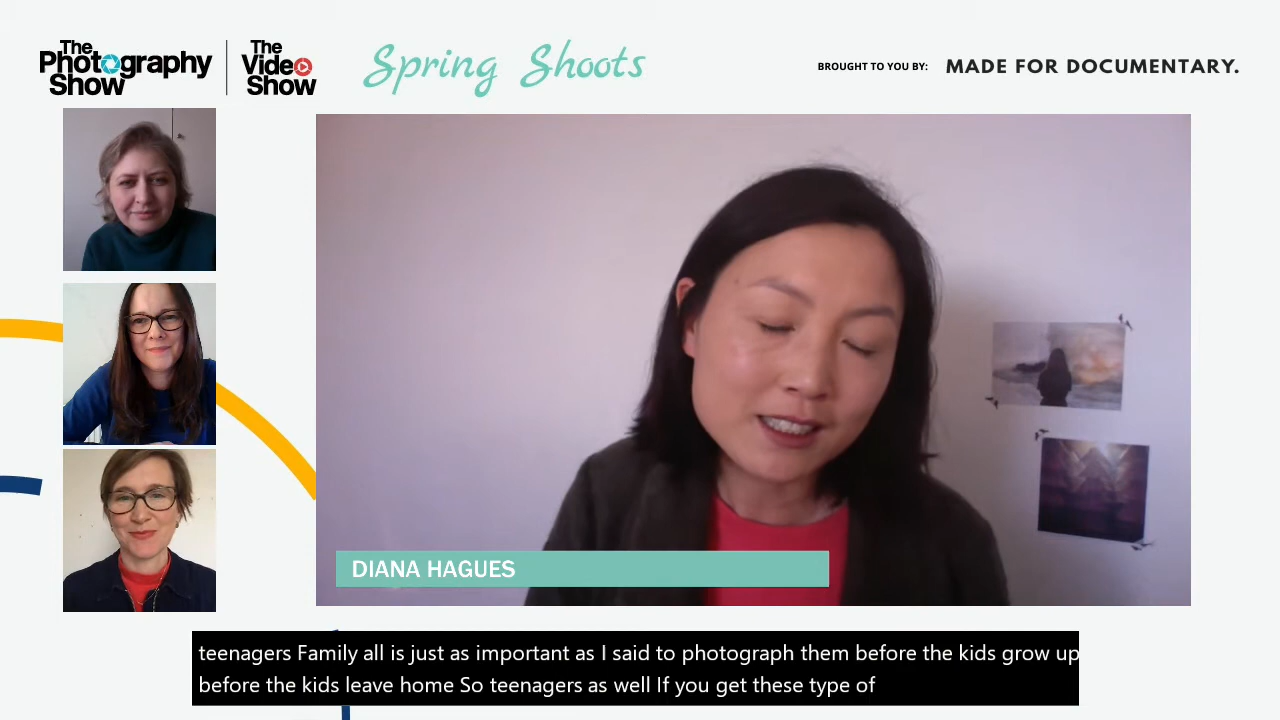 The Photography Show
The Video Show
Spring Shoots
BROUGHT TO YOU BY: MADE FOR DOCUMENTARY.
DIANA HAGUES
teenagers Family all is just as important as I said to photograph them before the kids grow up
before the kids leave home So teenagers as well If you get these type of